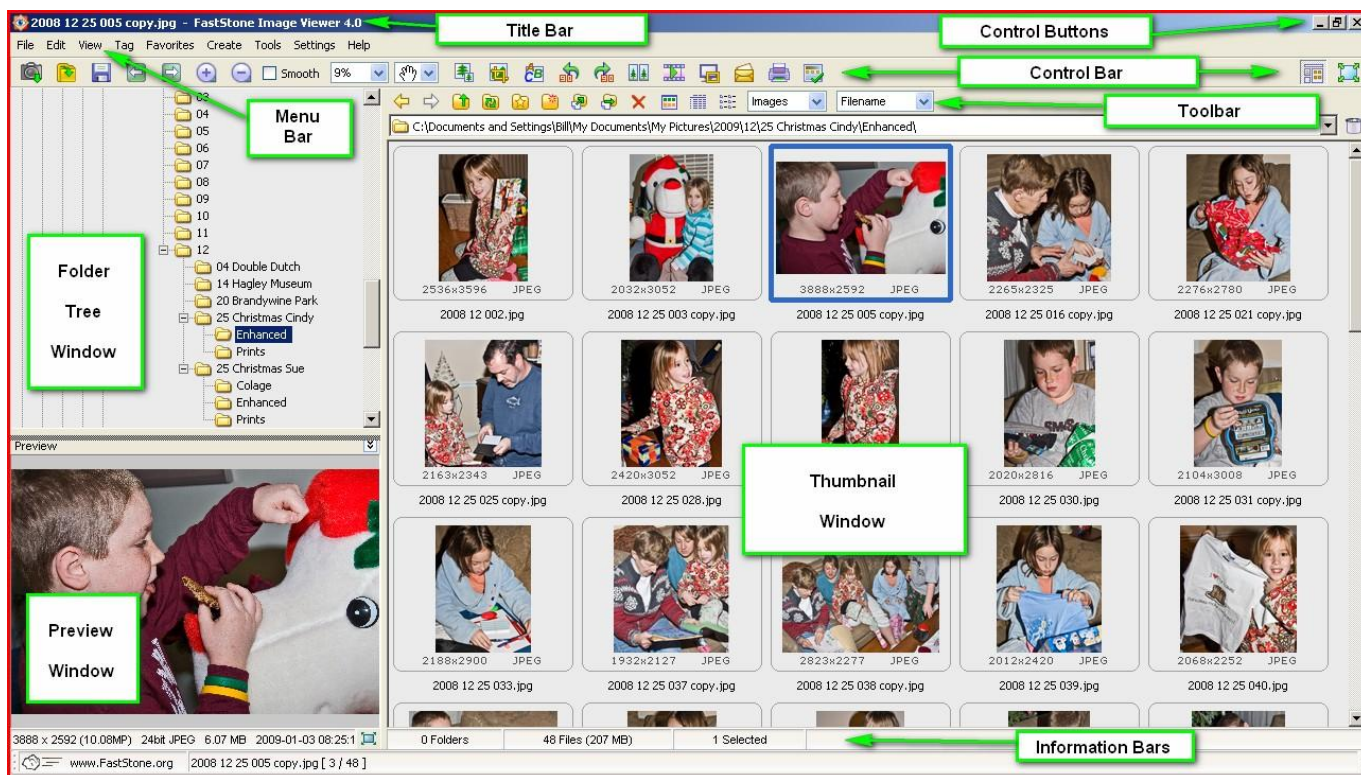 2008 12 25 005 copy.jpg - FastStone Image Viewer 4.0
Title Bar
Control Buttons
File Edit View Tag Favorites Create Tools Settings Help
Smooth 9%
Control Bar
Menu
Bar
Images Filename
Toolbar
C:\Documents and Settings\Bill\My Documents\My Pictures\2009\12\25 Christmas Cindy\Enhanced\
03
04
05
06
07
08
09
10
11
12
04 Double Dutch
14 Hagley Museum
20 Brandywine Park
25 Christmas Cindy
Enhanced
Prints
25 Christmas Sue
Colage
Enhanced
Prints
Folder
Tree
Window
2536x3596 JPEG
2032x3052 JPEG
3888x2592 JPEG
2265x2325 JPEG
2276x2780 JPEG
2008 12 002.jpg
2008 12 25 003 copy.jpg
2008 12 25 005 copy.jpg
2008 12 25 016 copy.jpg
2008 12 25 021 copy.jpg
2163x2343 JPEG
2420x3052 JPEG
2020x2816 JPEG
2104x3008 JPEG
2008 12 25 025 copy.jpg
2008 12 25 028.jpg
2008 12 25 030.jpg
2008 12 25 031 copy.jpg
Thumbnail
Window
2188x2900 JPEG
1932x2127 JPEG
2823x2277 JPEG
2012x2420 JPEG
2068x2252 JPEG
2008 12 25 033.jpg
2008 12 25 037 copy.jpg
2008 12 25 038 copy.jpg
2008 12 25 039.jpg
2008 12 25 040.jpg
Preview
Preview
Window
3888 x 2592 (10.08MP) 24bit JPEG 6.07 MB 2009-01-03 08:25:1
0 Folders 48 Files (207 MB) 1 Selected
Information Bars
www.FastStone.org 2008 12 25 005 copy.jpg [ 3 / 48 ]